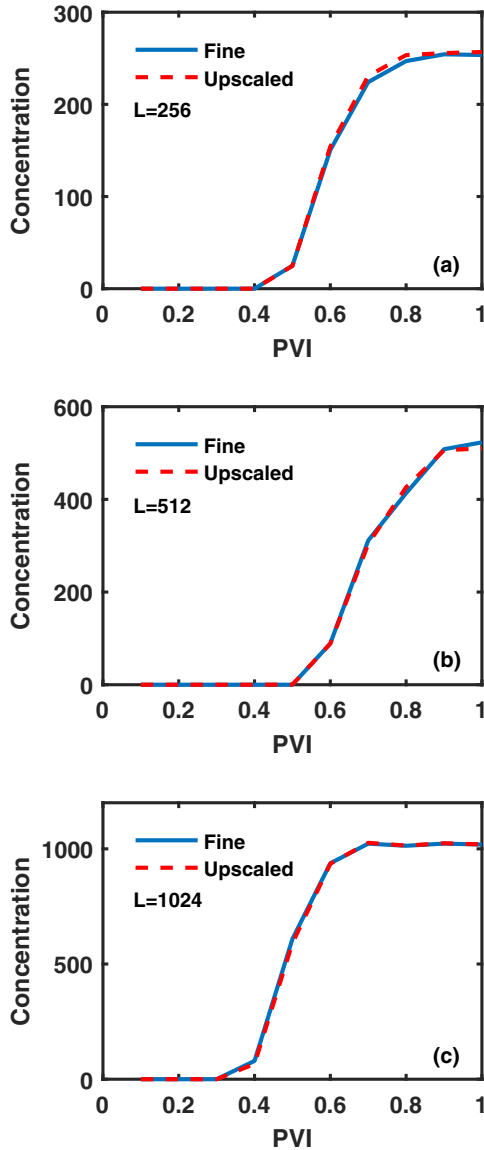 300
200
100
0
Concentration
Fine
Upscaled
L=256
(a)
0 0.2 0.4 0.6 0.8 1
PVI
600
400
200
0
Concentration
Fine
Upscaled
L=512
(b)
0 0.2 0.4 0.6 0.8 1
PVI
1000
500
0
Concentration
Fine
Upscaled
L=1024
(c)
0 0.2 0.4 0.6 0.8 1
PVI